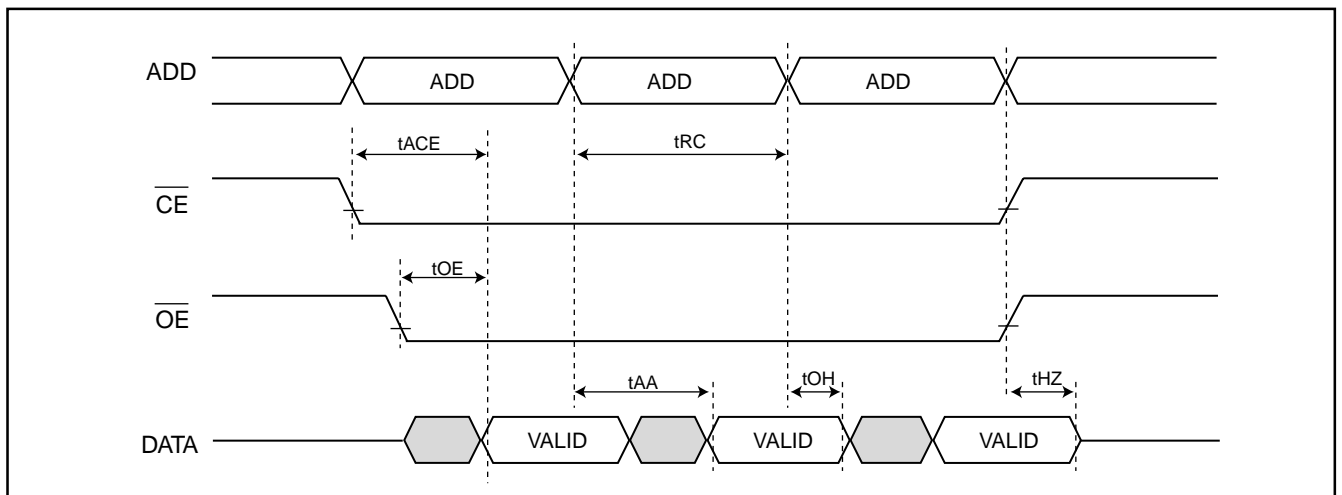 ADD ADD ADD ADD
tACE tRC
CE
tOE
OE
tAA tOH tHZ
DATA VALID VALID VALID